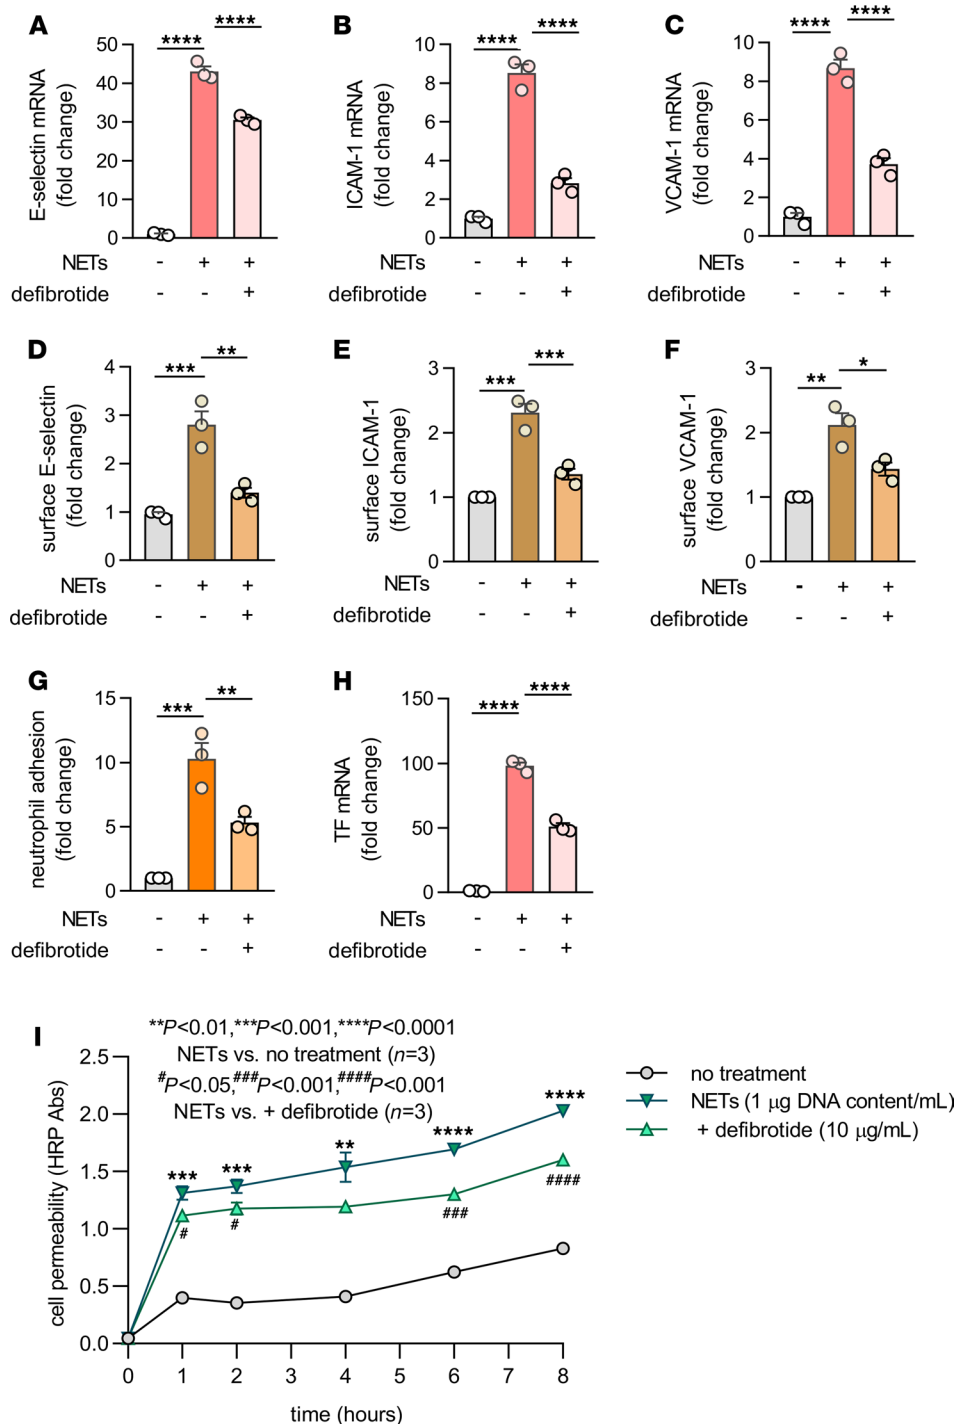 A
E-selectin mRNA
(fold change)
50
40
30
20
10
0
****
****
NETs - + +
defibrotide - - +
B
ICAM-1 mRNA
(fold change)
10
8
6
4
2
0
****
****
- + +
- - +
C
VCAM-1 mRNA
(fold change)
10
8
6
4
2
0
****
****
NETs - + +
defibrotide - - +
D
surface E-selectin
(fold change)
4
3
2
1
0
***
**
NETs - + +
defibrotide - - +
E
surface ICAM-1
(fold change)
3
2
1
0
***
***
NETs - + +
defibrotide - - +
F
surface VCAM-1
(fold change)
3
2
1
0
**
*
NETs - + +
defibrotide - - +
G
neutrophil adhesion
(fold change)
15
10
5
0
***
**
NETs - + +
defibrotide - - +
H
TF mRNA
(fold change)
150
100
50
0
****
****
NETs - + +
defibrotide - - +
I
**P<0.01,***P<0.001,****P<0.0001
NETs vs. no treatment (n=3)
#P<0.05,###P<0.001,####P<0.001
NETs vs. + defibrotide (n=3)
cell permeability (HRP Abs)
2.5
2.0
1.5
1.0
0.5
0.0
*** *** ** **** ****
# # ### ####
0 1 2 3 4 5 6 7 8
time (hours)
no treatment
NETs (1 µg DNA content/mL)
+ defibrotide (10 µg/mL)